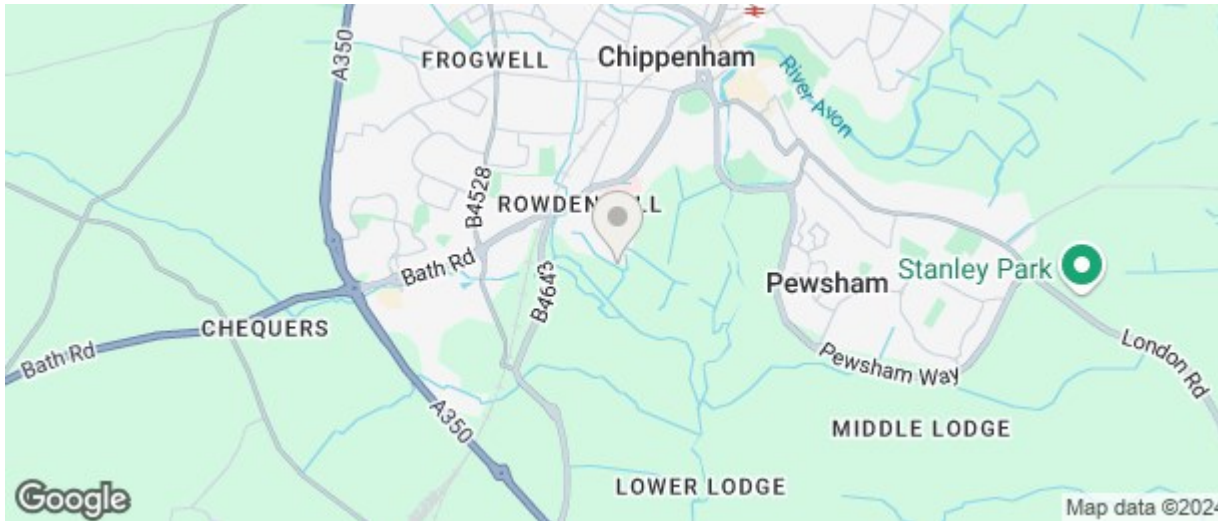 A350
FROGWELL
Chippenham
River Avon
B4528
ROWDEN
Bath Rd
B4643
Pewsham
Stanley Park
CHEQUERS
Bath Rd
Pewsham Way
London Rd
A350
MIDDLE LODGE
LOWER LODGE
Google
Map data ©2024